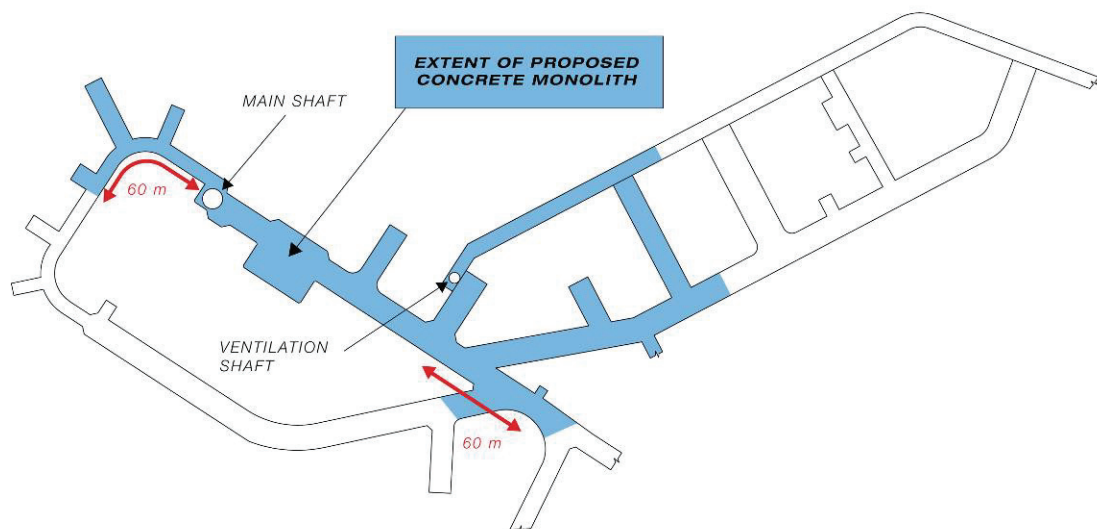 EXTENT OF PROPOSED
CONCRETE MONOLITH
MAIN SHAFT
60 m
VENTILATION
SHAFT
60 m